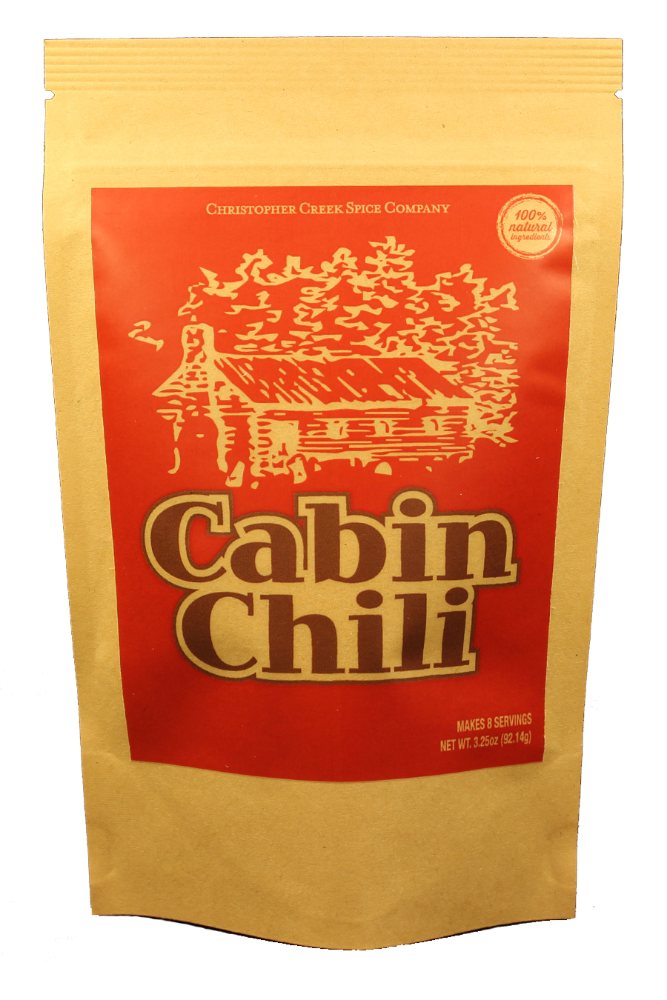 Christopher Creek Spice Company
100%
natural
ingredients
Cabin
Chili
MAKES 8 SERVINGS
NET WT. 3.25oz (92.14g)